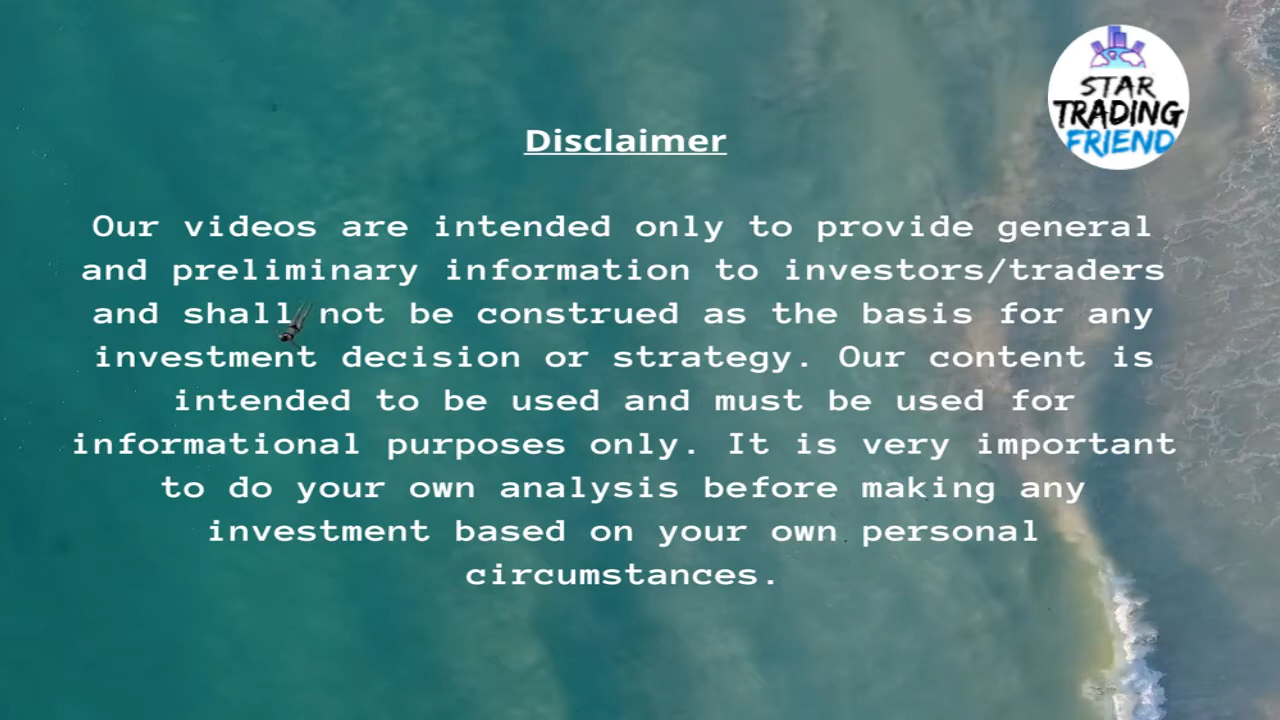 STAR
TRADING
FRIEND
Disclaimer
Our videos are intended only to provide general
and preliminary information to investors/traders
and shall not be construed as the basis for any
investment decision or strategy. Our content is
intended to be used and must be used for
informational purposes only. It is very important
to do your own analysis before making any
investment based on your own personal
circumstances.